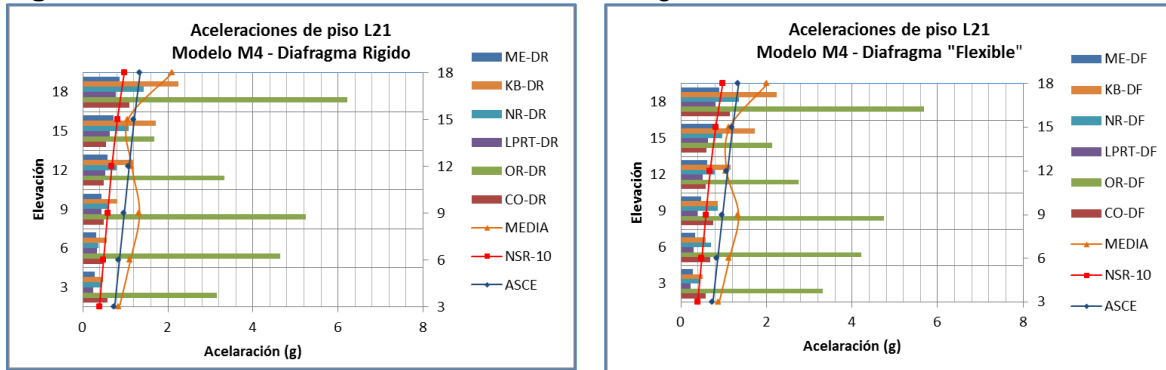 Aceleraciones de piso L21
Modelo M4 - Diafragma Rigido
Elevación
18
15
12
9
6
3
18
15
12
9
6
3
0
2
4
6
8
Acelaración (g)
ME-DR
KB-DR
NR-DR
LPRT-DR
OR-DR
CO-DR
MEDIA
NSR-10
ASCE
Aceleraciones de piso L21
Modelo M4 - Diafragma "Flexible"
Elevación
18
15
12
9
6
3
18
15
12
9
6
3
0
2
4
6
8
Acelaración (g)
ME-DF
KB-DF
NR-DF
LPRT-DF
OR-DF
CO-DF
MEDIA
NSR-10
ASCE